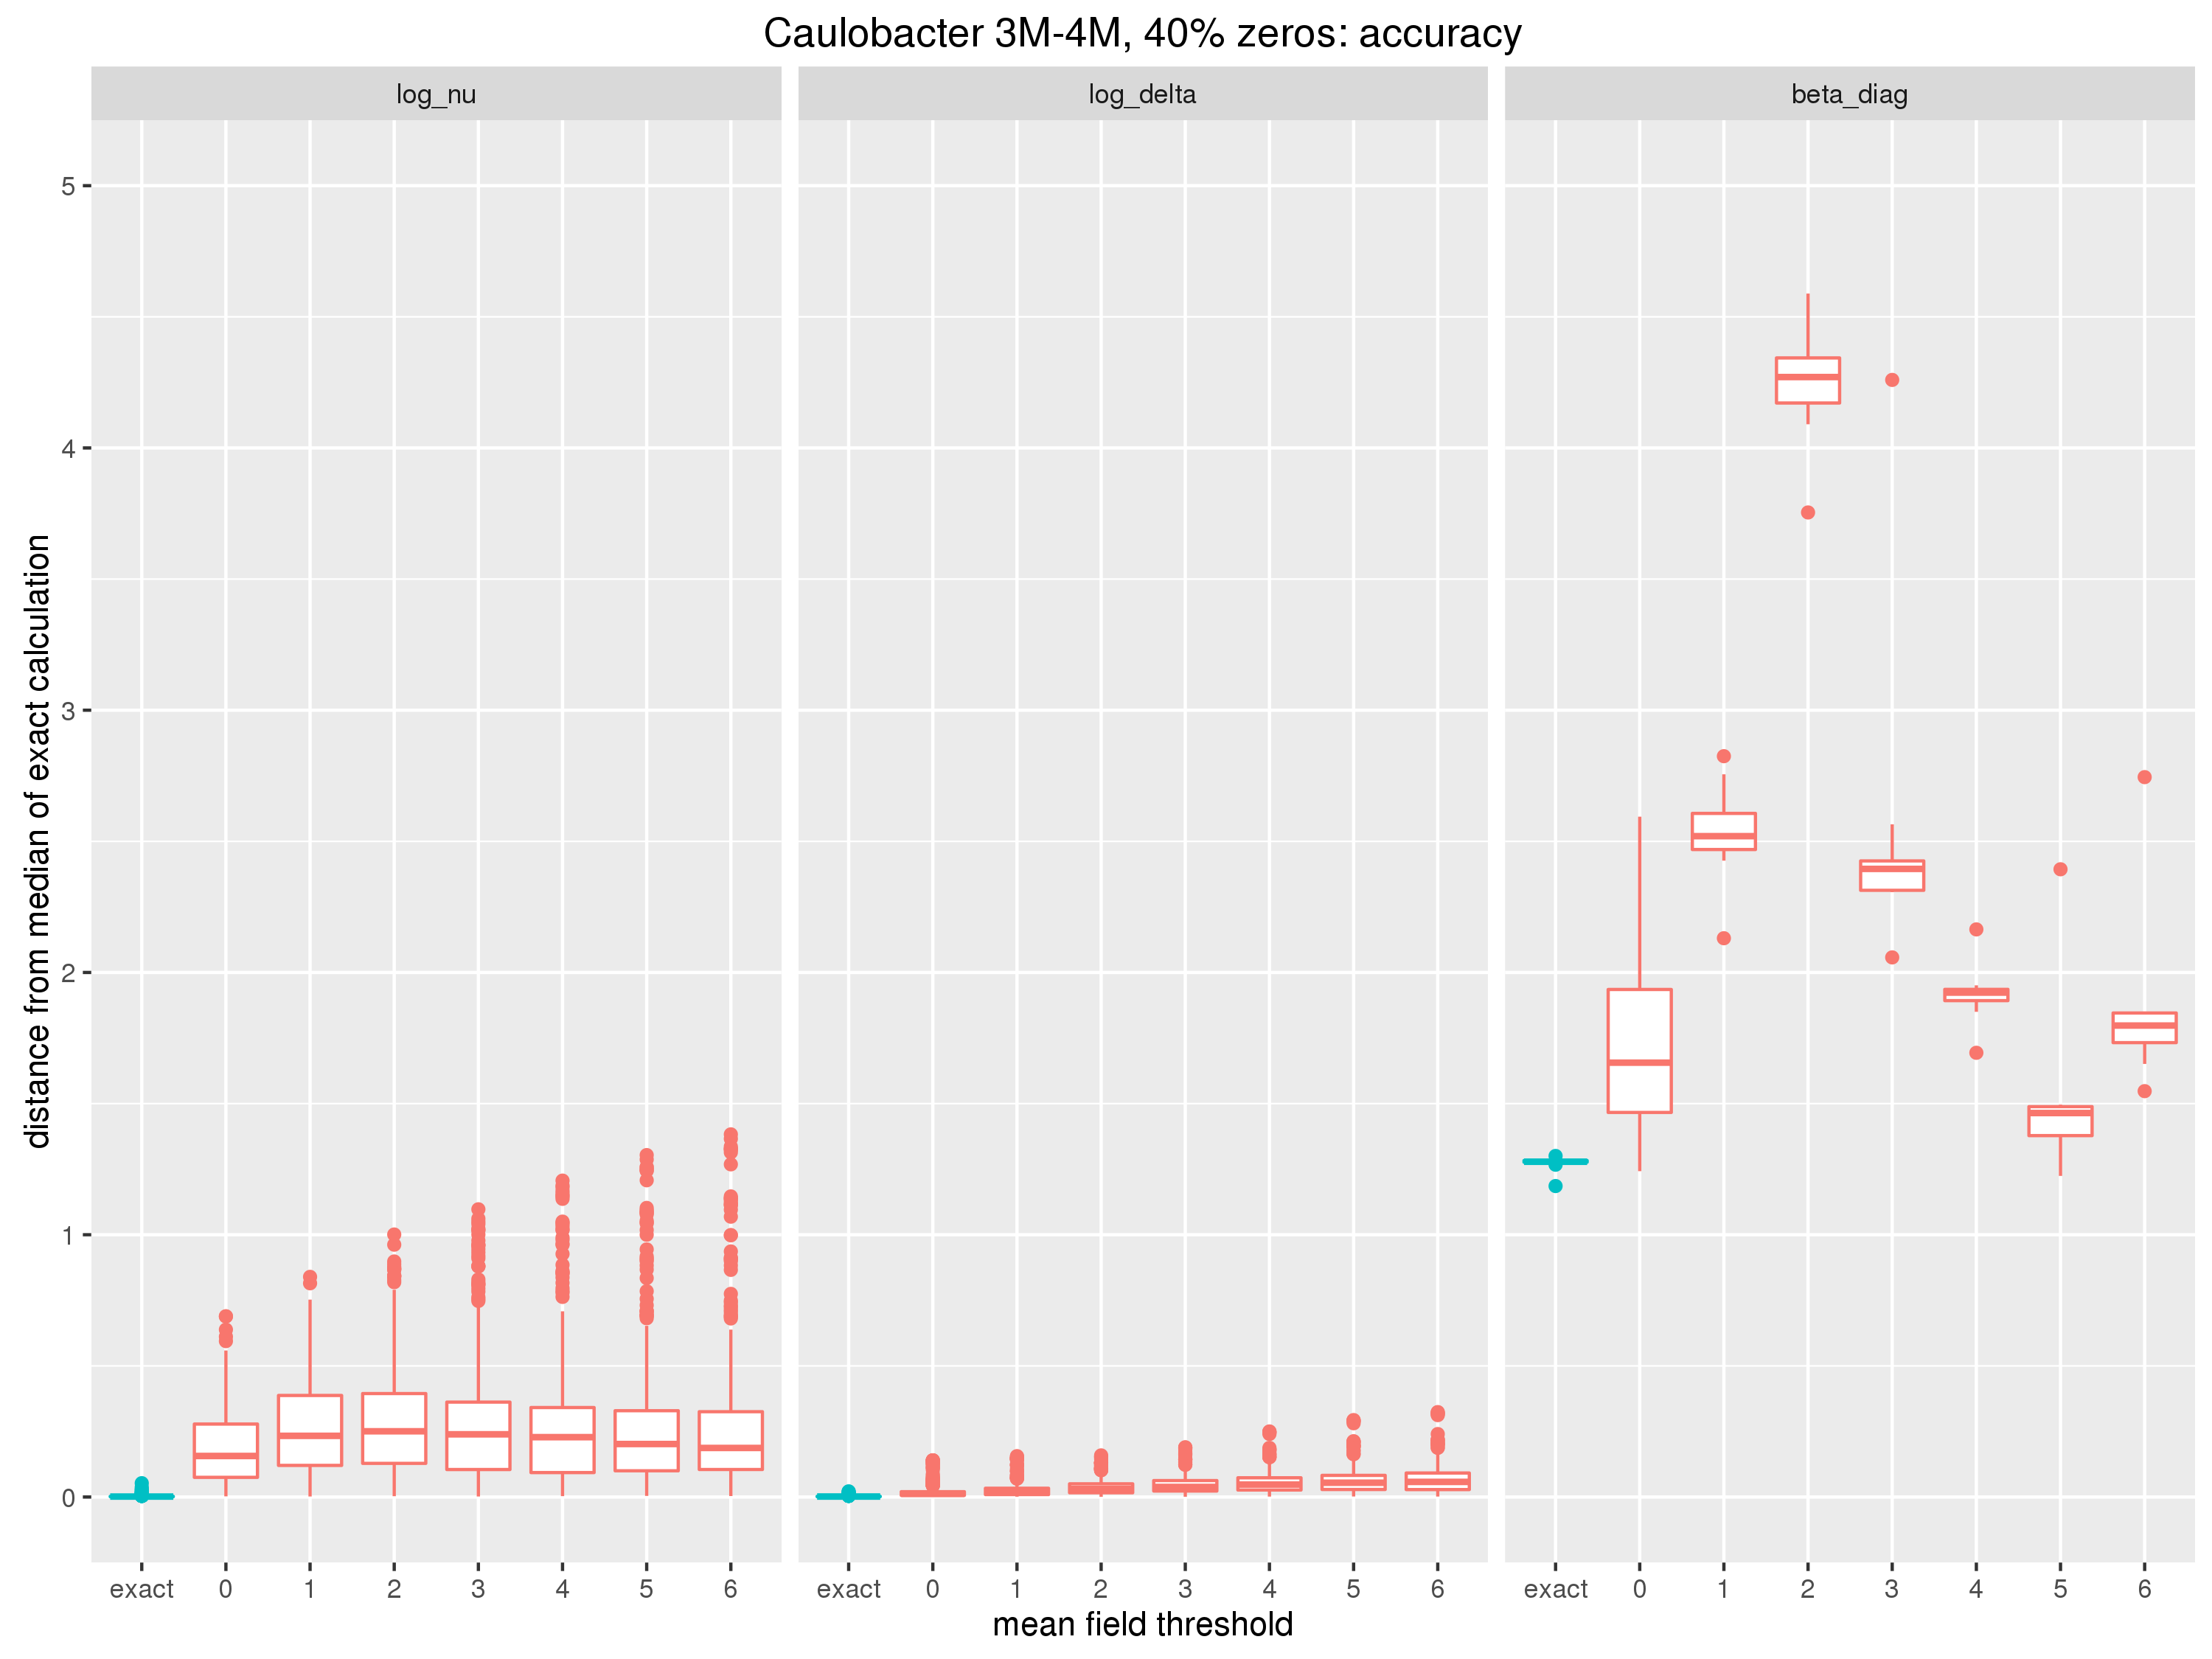 Caulobacter 3M-4M, 40% zeros: accuracy
log_nu log_delta beta_diag
distance from median of exact calculation
5
4
3
2
1
0
exact 0 1 2 3 4 5 6 exact 0 1 2 3 4 5 6 exact 0 1 2 3 4 5 6
mean field threshold